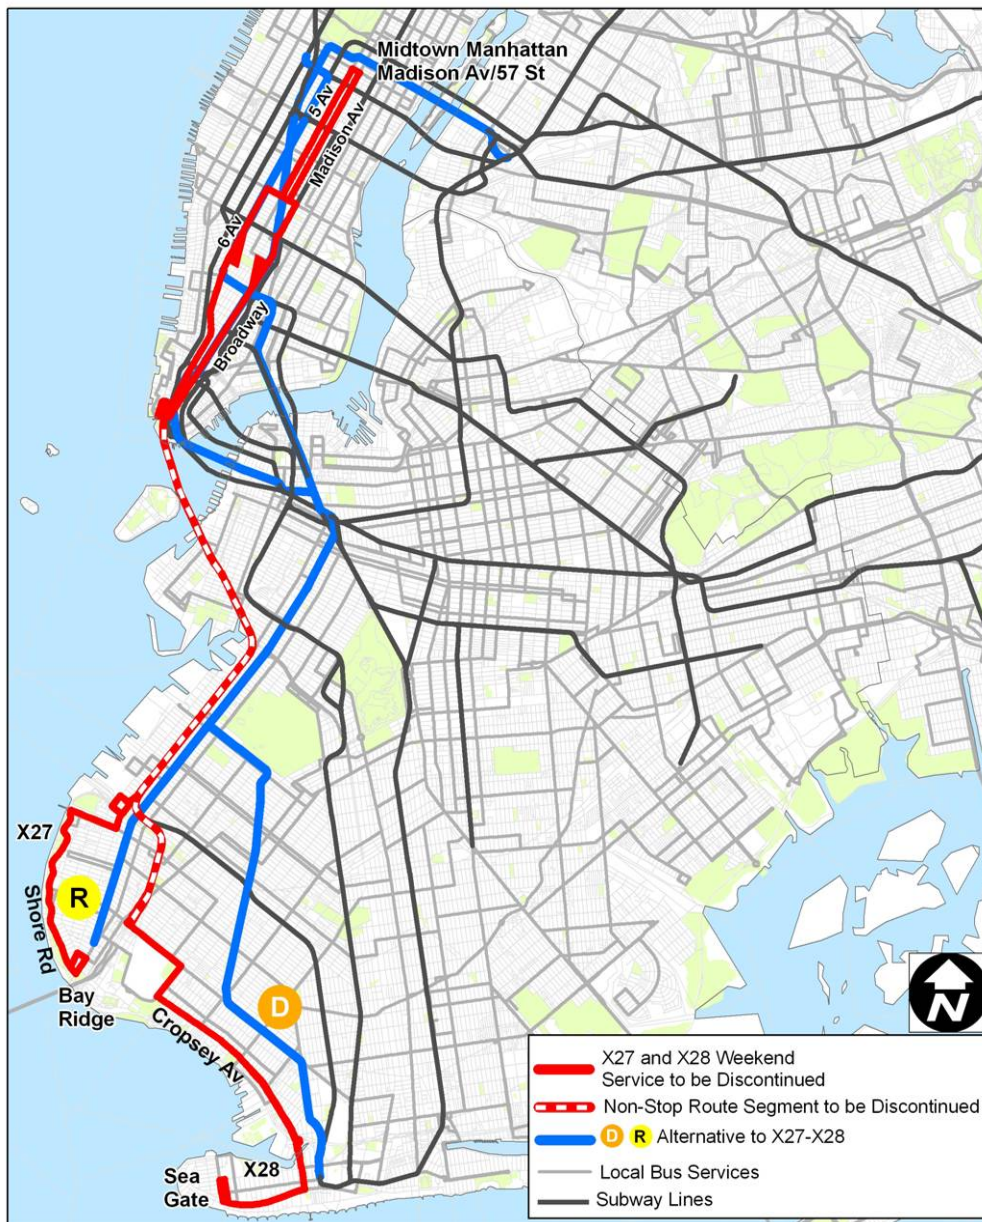 Midtown Manhattan
Madison Av/57 St
5 Av
Madison Av
6 Av
Broadway
X27
R
Shore Rd
Bay
Ridge
D
Cropsey Av
X28
Sea
Gate
N
X27 and X28 Weekend
Service to be Discontinued
Non-Stop Route Segment to be Discontinued
D R Alternative to X27-X28
Local Bus Services
Subway Lines